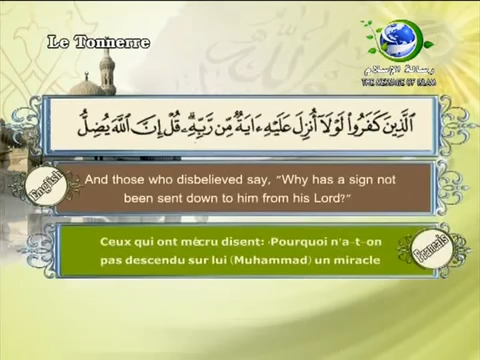 Le Tonnerre
رسالة الإسلام
THE MESSAGE OF ISLAM
الَّذِينَ كَفَرُوا۟ لَوْلَآ أُنزِلَ عَلَيْهِ ءَايَةٌ مِّن رَّبِّهِۦ ۗ قُلْ إِنَّ اللَّهَ يُضِلُّ
English
And those who disbelieved say, "Why has a sign not
been sent down to him from his Lord?"
Ceux qui ont mécru disent: ‹Pourquoi n'a-t-on
pas descendu sur lui (Muhammad) un miracle
Francais